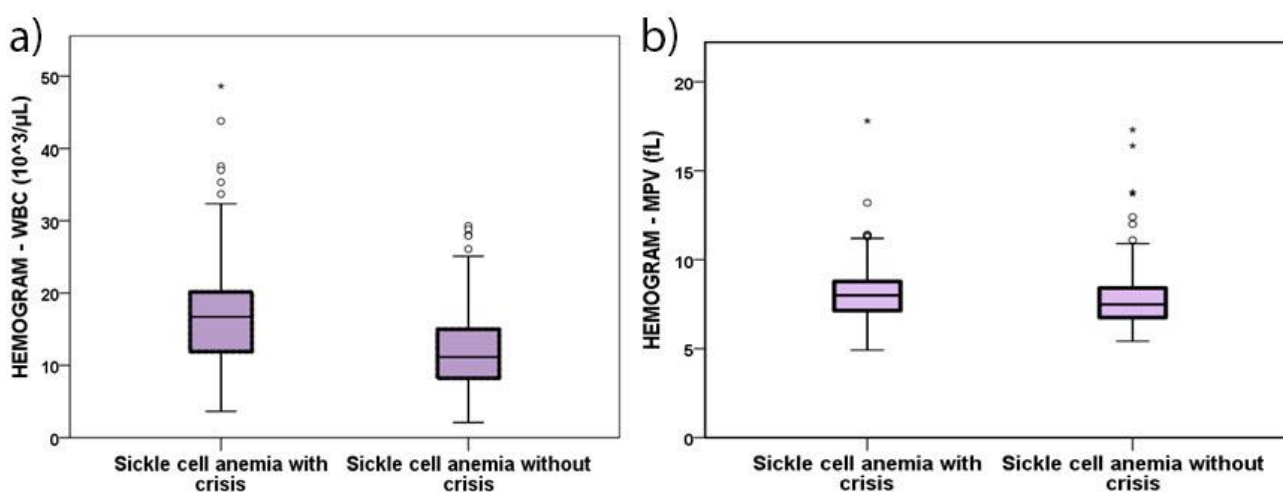 a)
HEMOGRAM - WBC (10^3/µL)
50
40
30
20
10
0
Sickle cell anemia with
crisis
Sickle cell anemia without
crisis
b)
HEMOGRAM - MPV (fL)
20
15
10
5
0
Sickle cell anemia with
crisis
Sickle cell anemia without
crisis